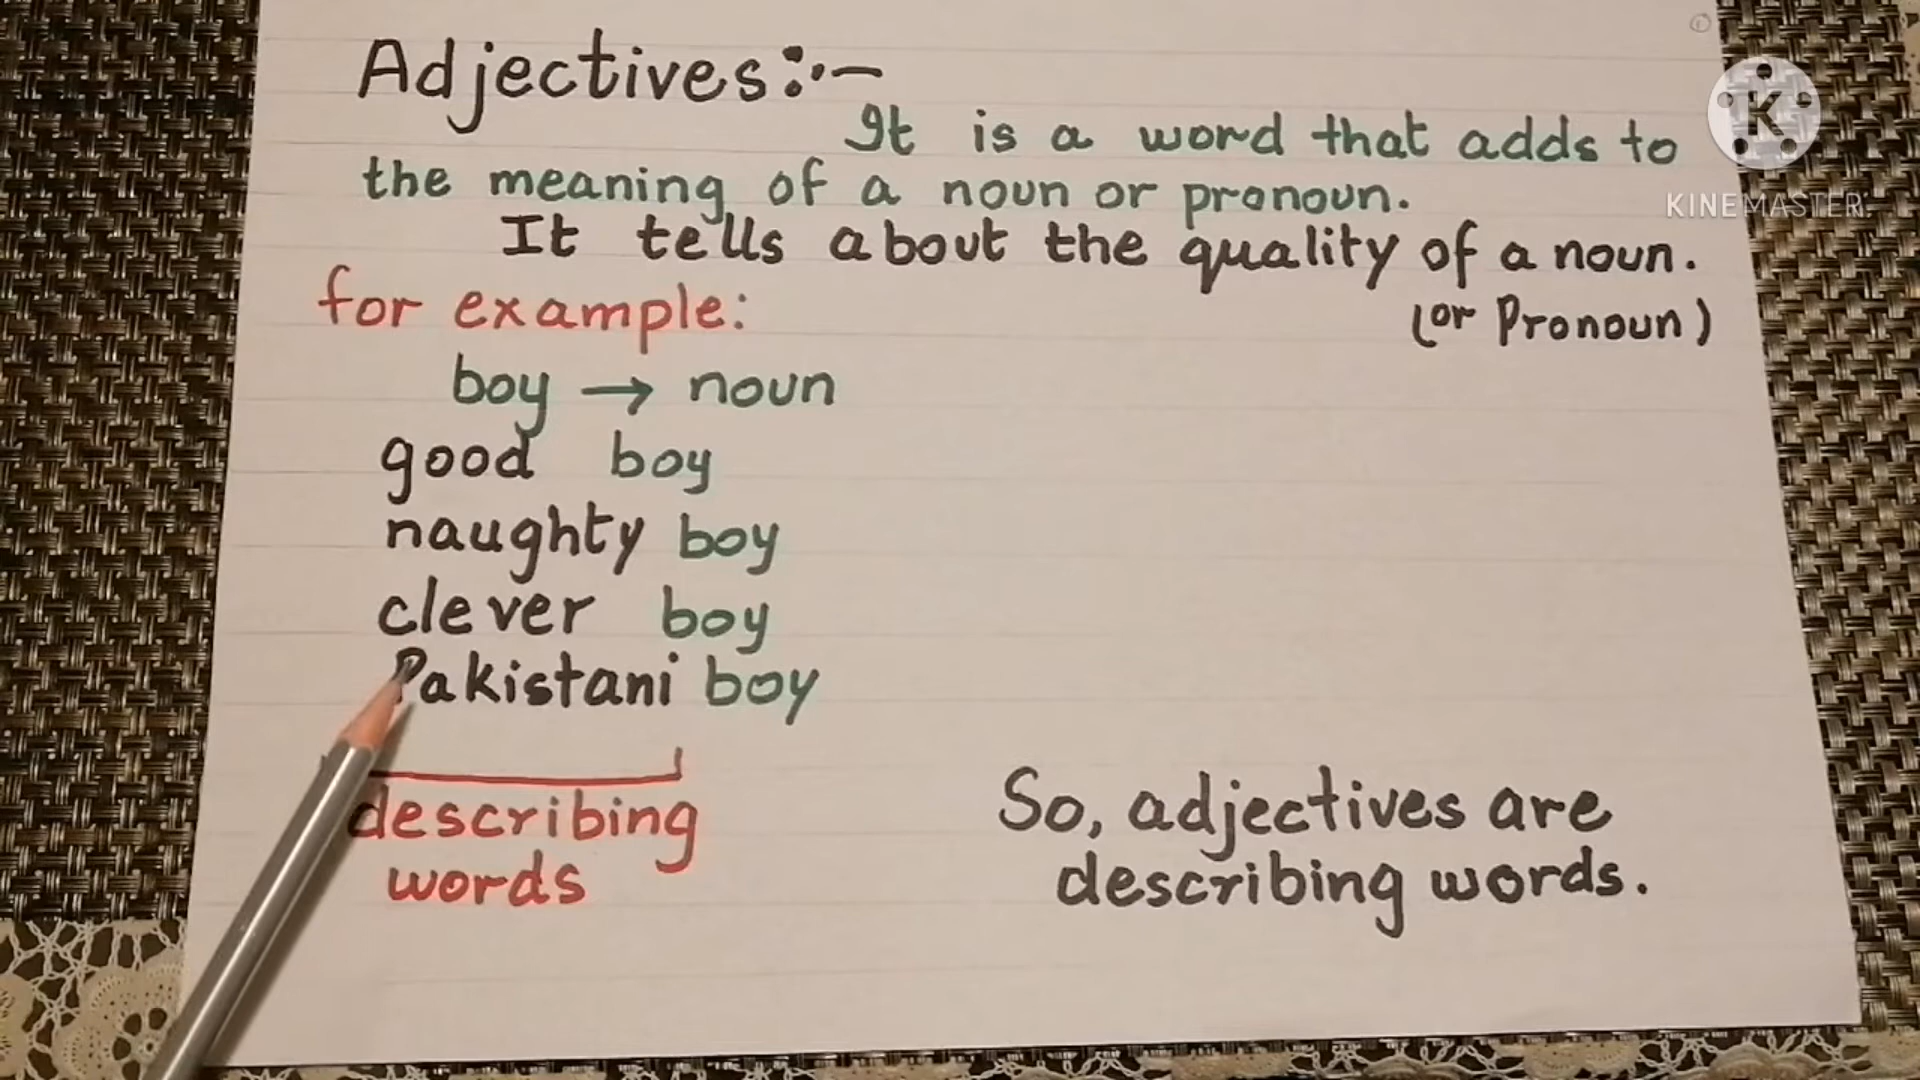 Adjectives:-
It is a word that adds to
the meaning of a noun or pronoun.
It tells about the quality of a noun.
(or Pronoun)
for example:
boy → noun
good boy
naughty boy
clever boy
Pakistani boy
describing
words
So, adjectives are
describing words.
K
KINEMASTER